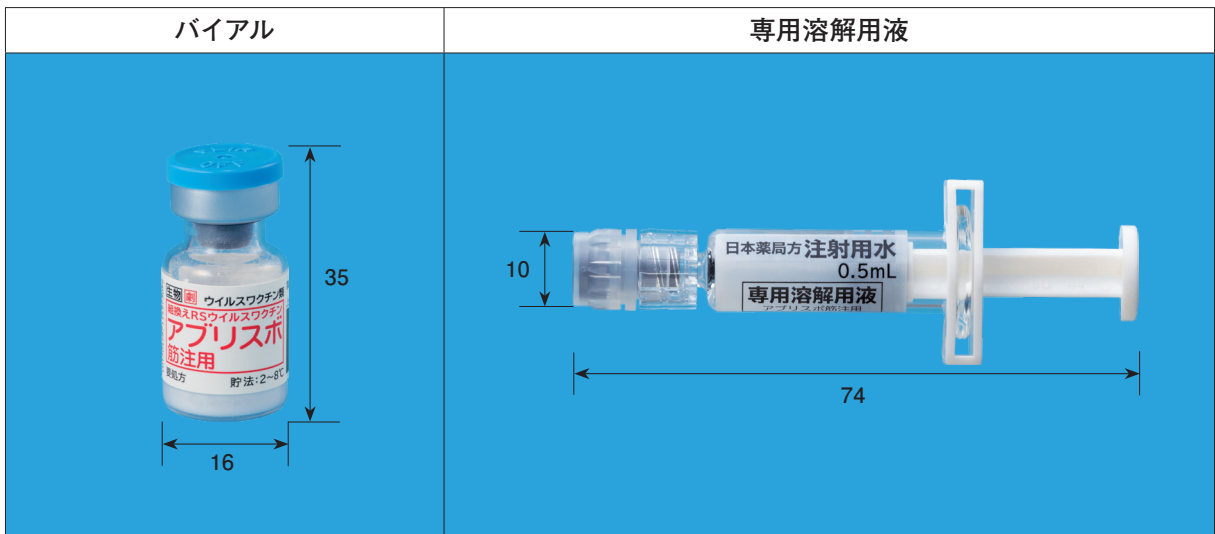 バイアル
専用溶解用液
生物 劇 ウイルスワクチン類
組換えRSウイルスワクチン
アブリスボ
筋注用
要処方 貯法:2~8℃
35
16
日本薬局方 注射用水
0.5mL
専用溶解用液
アブリスボ筋注用
10
74